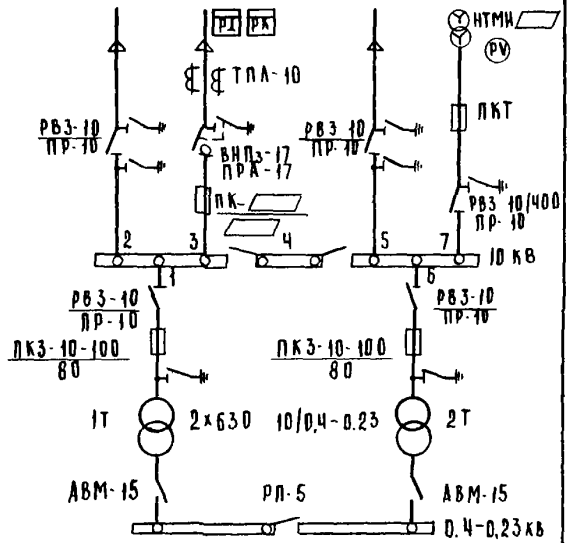 РI РА
НТМИ
PV
ТПЛ-10
ПКТ
РВЗ-10
ПР-10
ВНПз-17
ПРА-17
РВЗ 10
ПР-10
ПК-
РВЗ 10/400
ПР-10
2 3 4 5 7 10 КВ
1 6
РВЗ-10
ПР-10
РВЗ-10
ПР-10
ПКЗ-10-100
80
ПКЗ-10-100
80
1Т 2×630 10/0,4-0.23 2Т
АВМ-15 РП-5 АВМ-15
0.4-0,23 кв